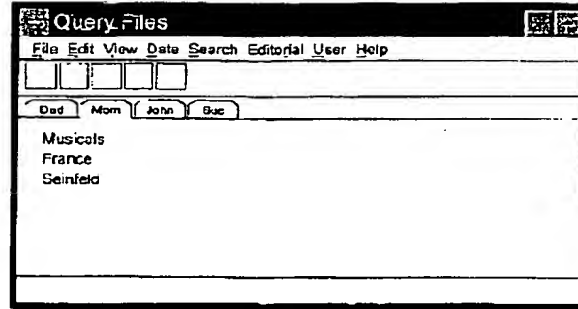 Query Files
File Edit View Date Search Editorial User Help
Dad Mom John Sue
Musicals
France
Seinfeld